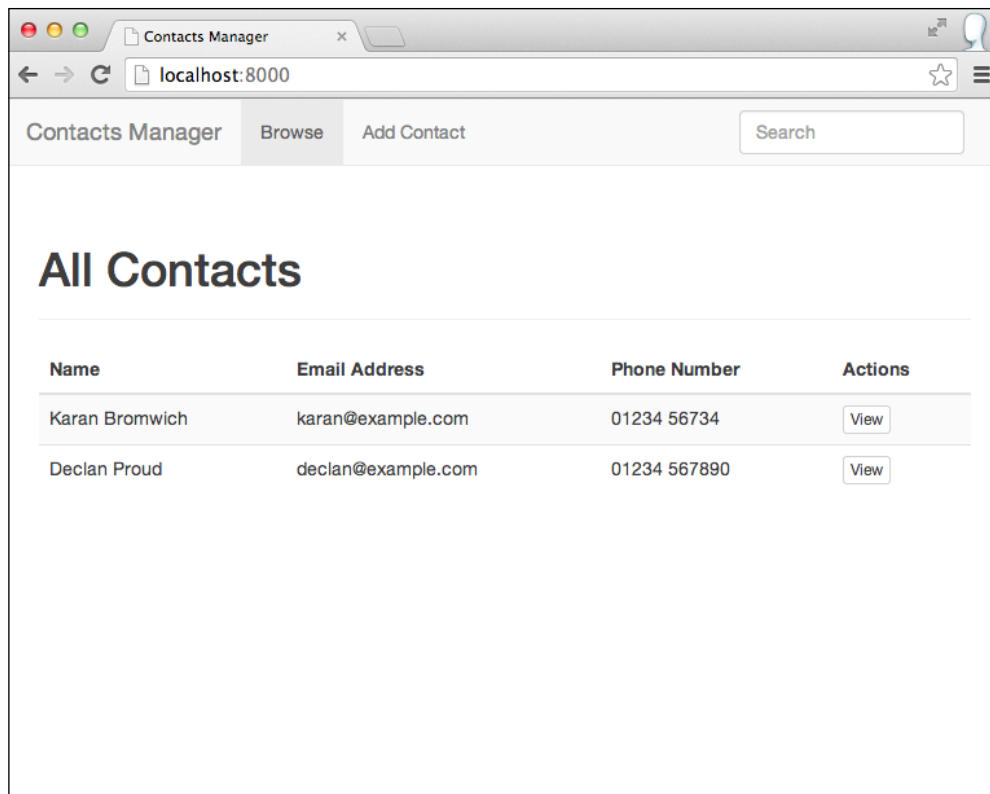 Contacts Manager
localhost:8000
Contacts Manager Browse Add Contact Search
All Contacts
Name Email Address Phone Number Actions
Karan Bromwich karan@example.com 01234 56734 View
Declan Proud declan@example.com 01234 567890 View